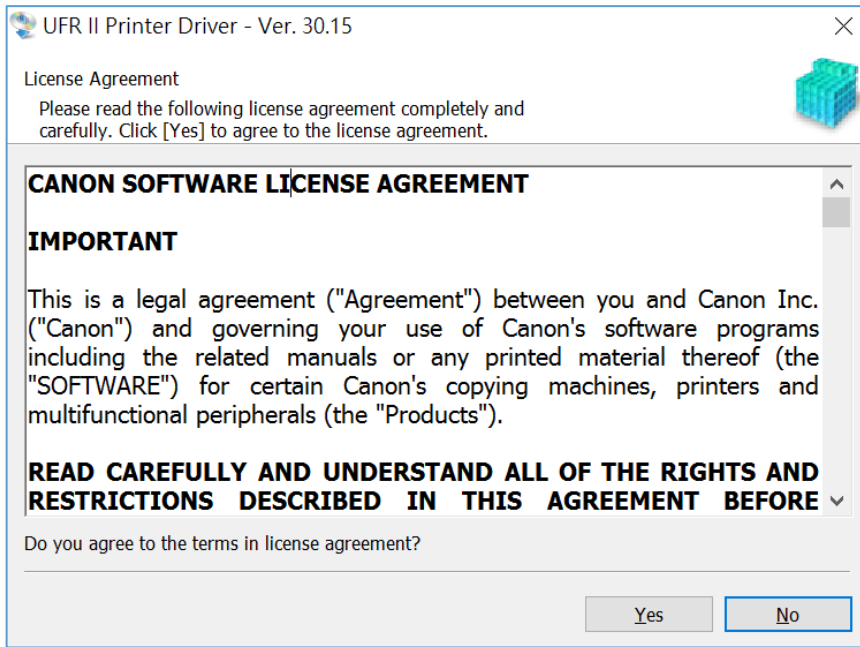 UFR II Printer Driver - Ver. 30.15
License Agreement
Please read the following license agreement completely and
carefully. Click [Yes] to agree to the license agreement.
CANON SOFTWARE LICENSE AGREEMENT
IMPORTANT
This is a legal agreement ("Agreement") between you and Canon Inc.
("Canon") and governing your use of Canon's software programs
including the related manuals or any printed material thereof (the
"SOFTWARE") for certain Canon's copying machines, printers and
multifunctional peripherals (the "Products").
READ CAREFULLY AND UNDERSTAND ALL OF THE RIGHTS AND
RESTRICTIONS DESCRIBED IN THIS AGREEMENT BEFORE
Do you agree to the terms in license agreement?
Yes No